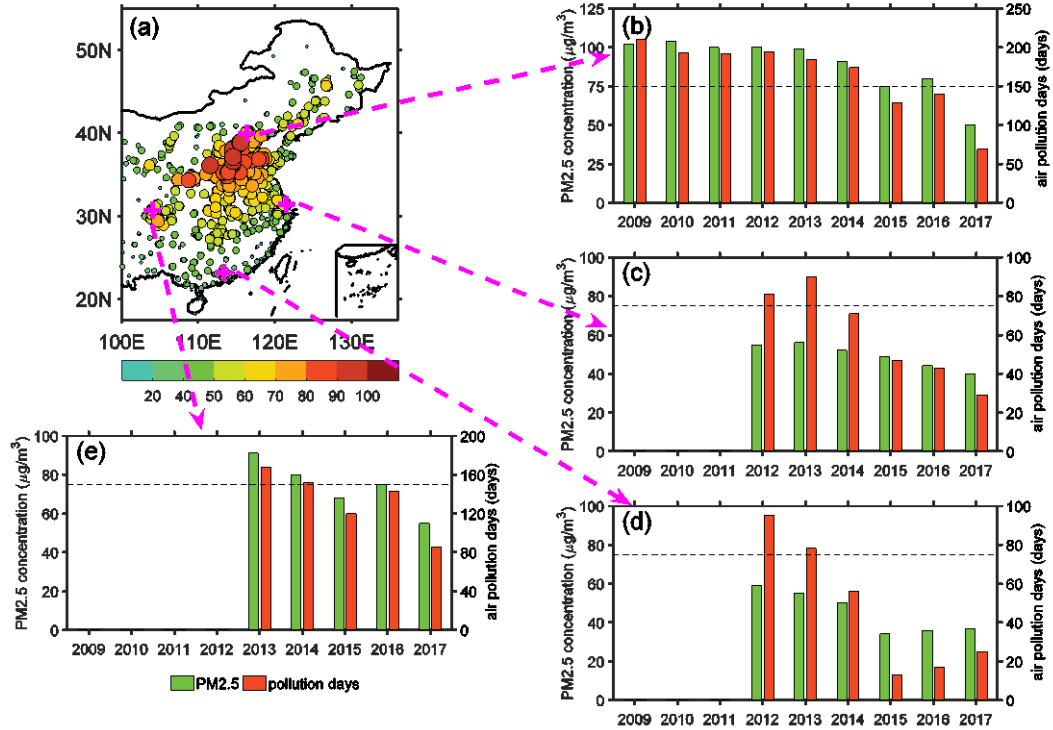 (a)
50N
40N
30N
20N
100E 110E 120E 130E
20 40 50 60 70 80 90 100
(b)
PM2.5 concentration (μg/m³)
125
100
75
50
25
0
air pollution days (days)
250
200
150
100
50
0
2009 2010 2011 2012 2013 2014 2015 2016 2017
(c)
PM2.5 concentration (μg/m³)
100
80
60
40
20
0
air pollution days (days)
100
80
60
40
20
0
2009 2010 2011 2012 2013 2014 2015 2016 2017
(e)
PM2.5 concentration (μg/m³)
100
80
60
40
20
0
air pollution days (days)
200
160
120
80
40
0
2009 2010 2011 2012 2013 2014 2015 2016 2017
PM2.5 pollution days
(d)
PM2.5 concentration (μg/m³)
100
80
60
40
20
0
air pollution days (days)
100
80
60
40
20
0
2009 2010 2011 2012 2013 2014 2015 2016 2017